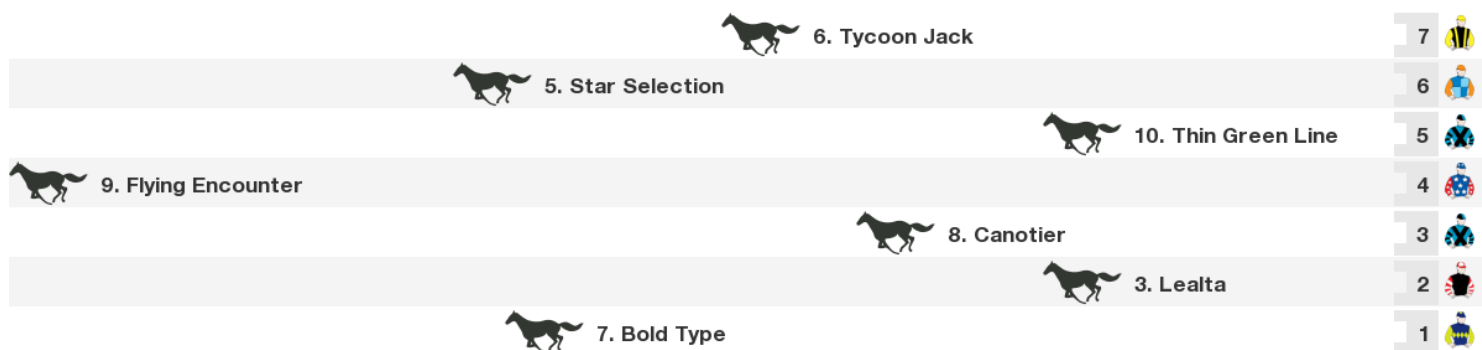 6. Tycoon Jack 7
5. Star Selection 6
10. Thin Green Line 5
9. Flying Encounter 4
8. Canotier 3
3. Lealta 2
7. Bold Type 1